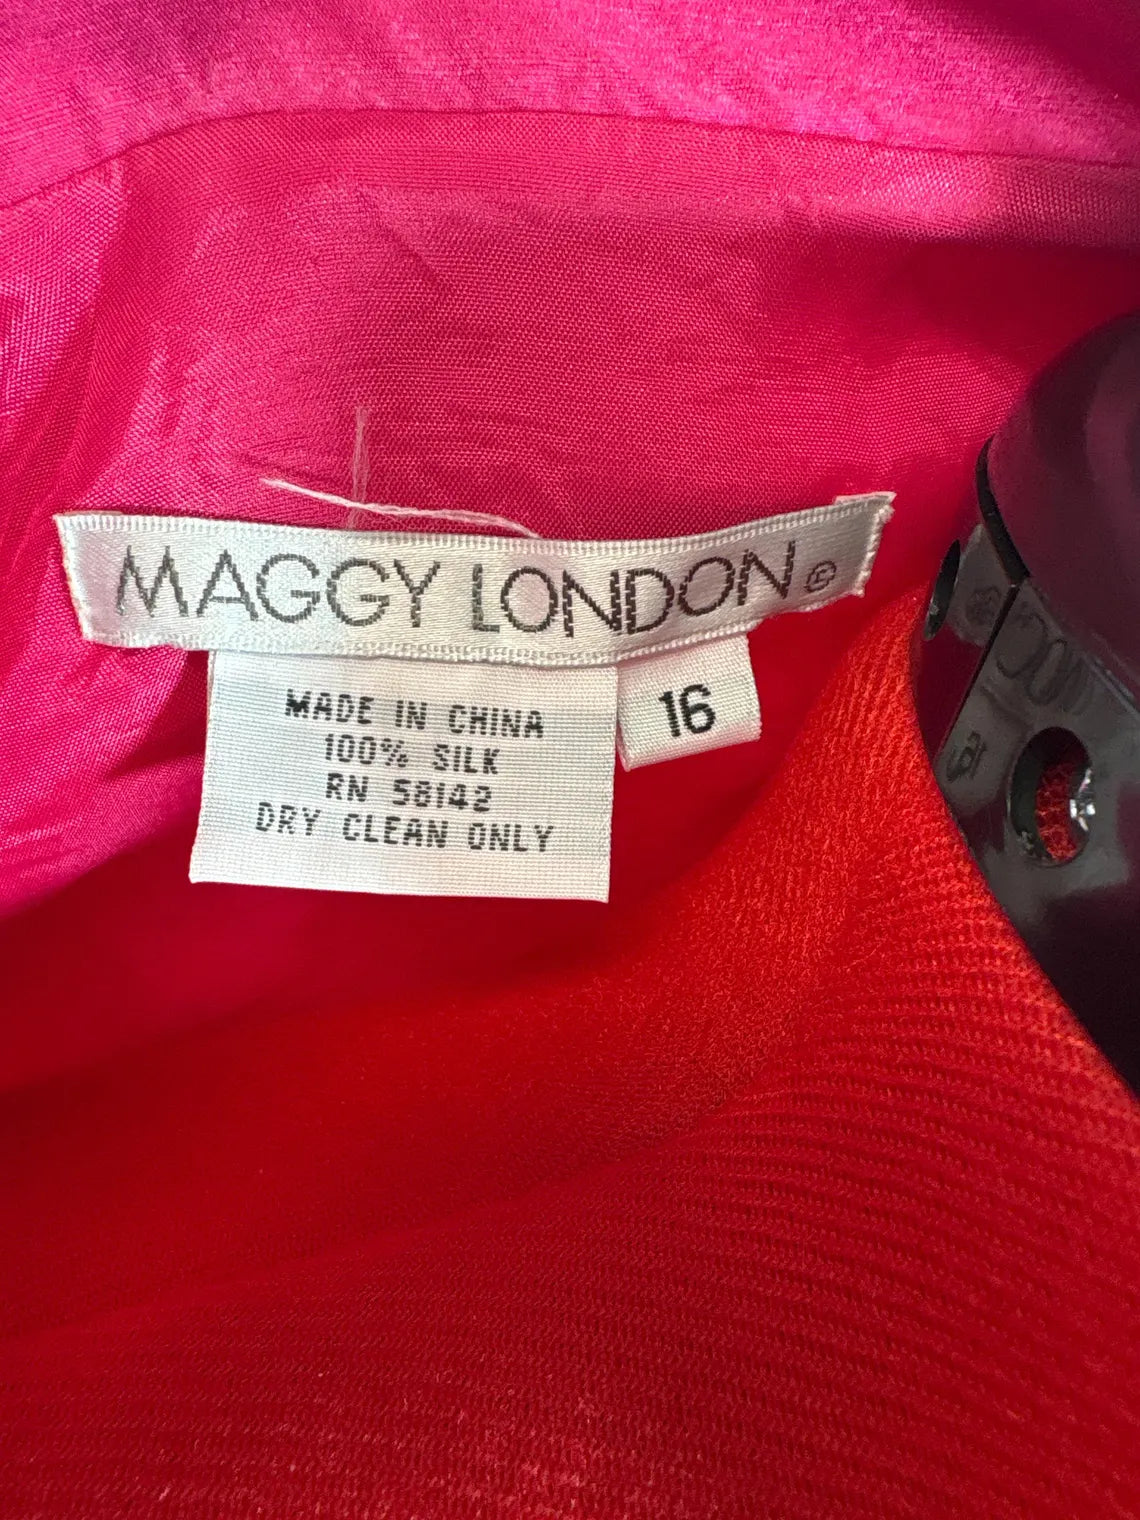 MAGGY LONDON ©
16
MADE IN CHINA
100% SILK
RN 58142
DRY CLEAN ONLY